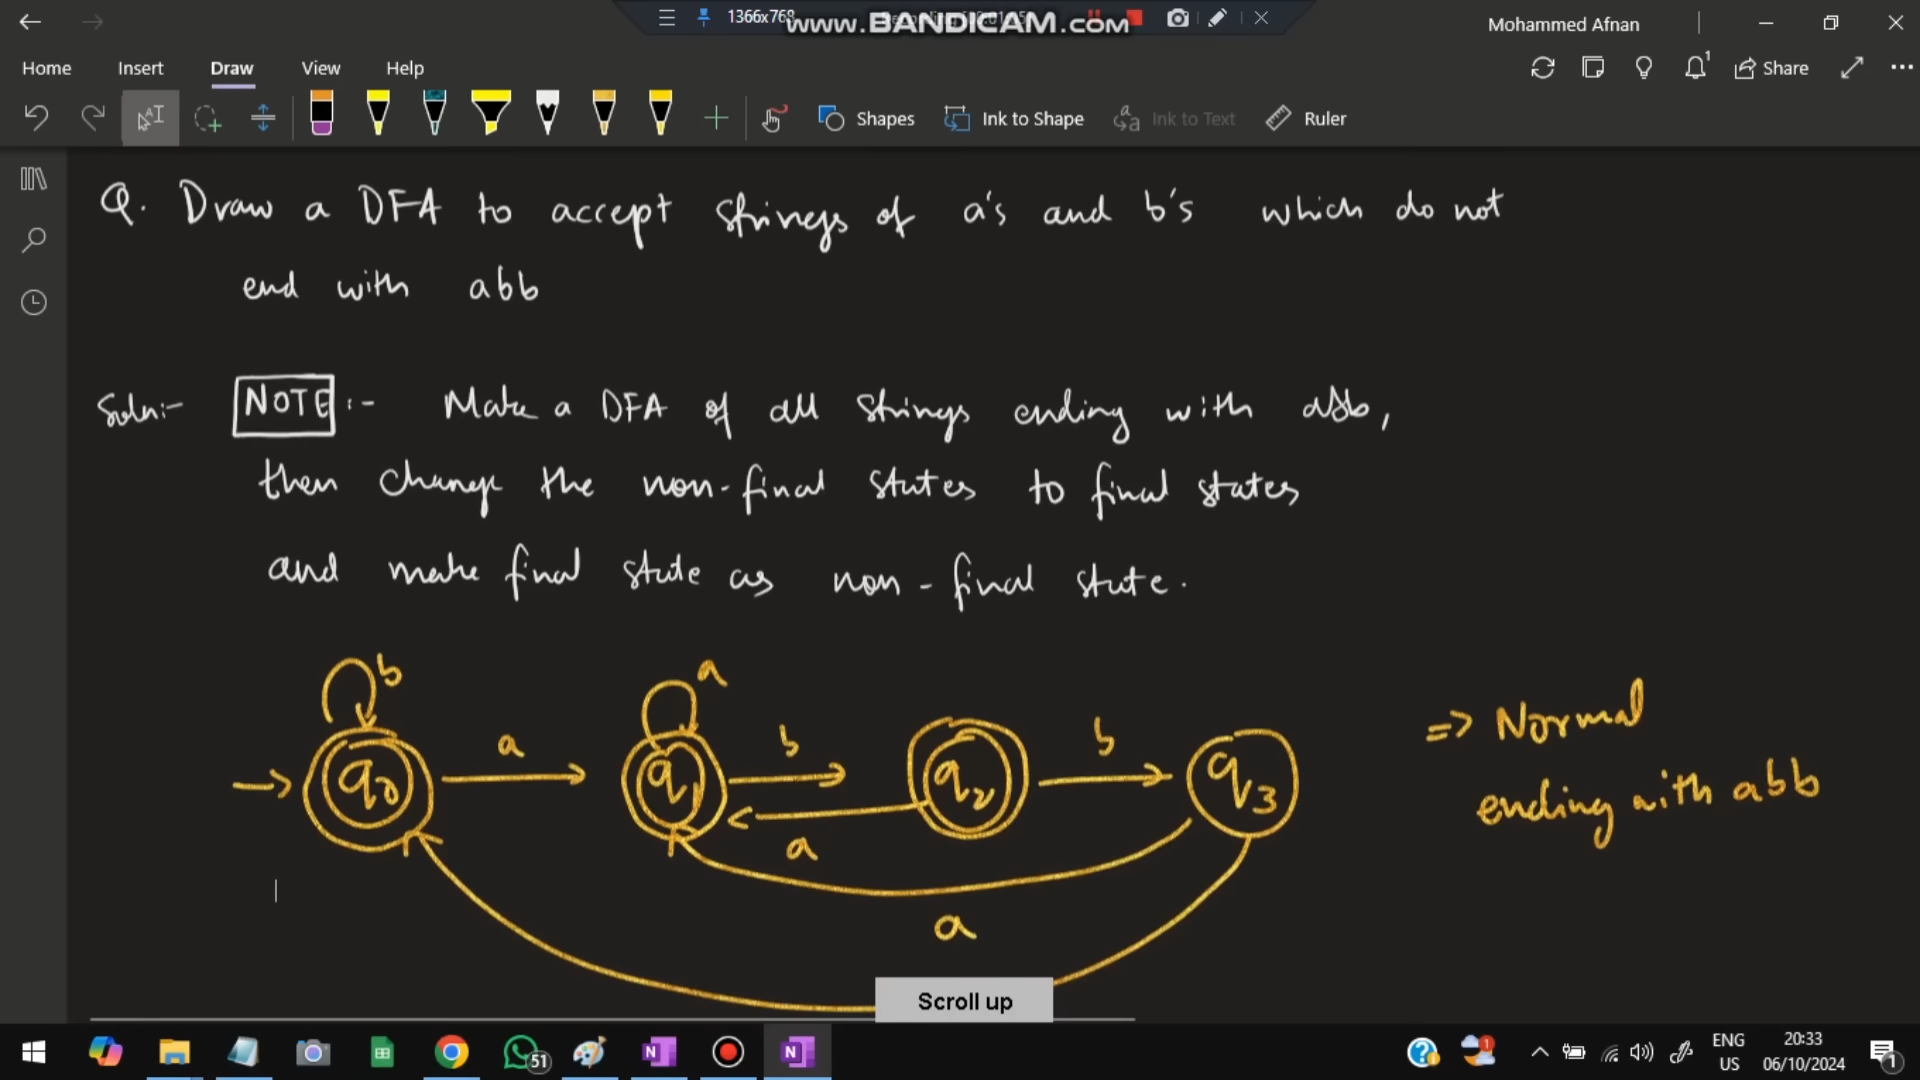 1366x768
www.BANDICAM.com
Mohammed Afnan
Home Insert Draw View Help
Share
Shapes Ink to Shape Ink to Text Ruler
Q. Draw a DFA to accept strings of a's and b's which do not
end with abb
Soln:- NOTE :- Make a DFA of all strings ending with abb,
then change the non-final states to final states
and make final state as non-final state.
b a
a b b
q0 q1 q2 q3
a
a
=> Normal
ending with abb
Scroll up
51
ENG
US
20:33
06/10/2024